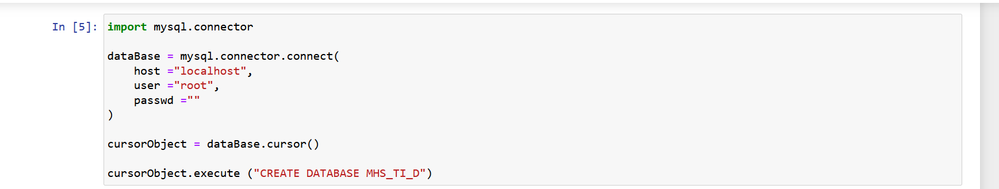 In [5]: import mysql.connector
dataBase = mysql.connector.connect(
    host ="localhost",
    user ="root",
    passwd =""
)
cursorObject = dataBase.cursor()
cursorObject.execute ("CREATE DATABASE MHS_TI_D")